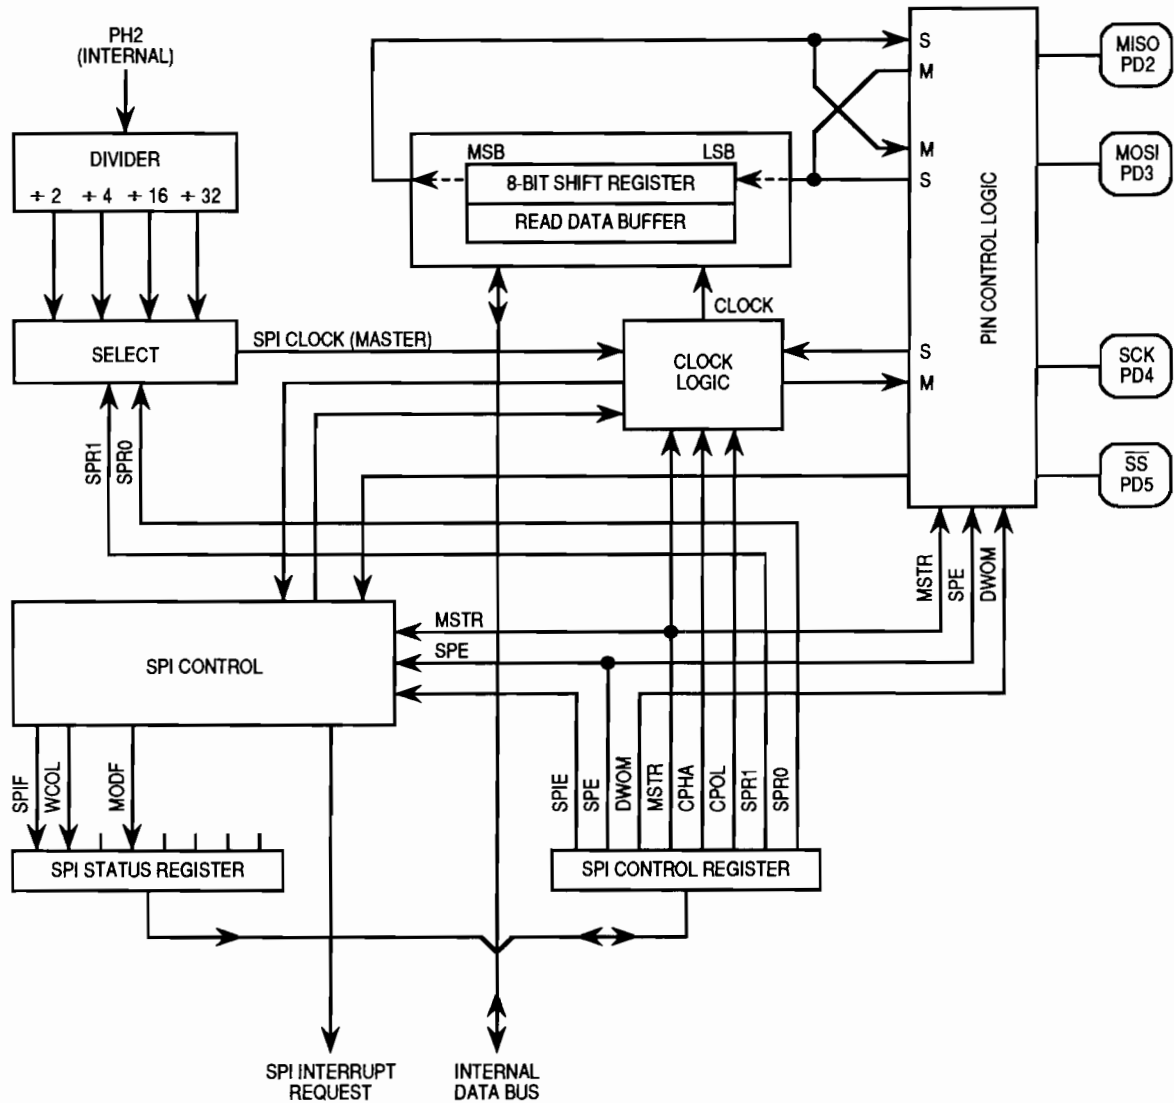 PH2
(INTERNAL)
DIVIDER
÷ 2 ÷ 4 ÷ 16 ÷ 32
SELECT
SPI CLOCK (MASTER)
SPR1
SPR0
MSB
LSB
8-BIT SHIFT REGISTER
READ DATA BUFFER
CLOCK
CLOCK
LOGIC
S
M
M
S
S
M
PIN CONTROL LOGIC
MISO
PD2
MOSI
PD3
SCK
PD4
SS
PD5
MSTR
SPE
DWOM
MSTR
SPE
SPI CONTROL
SPIF
WCOL
MODF
SPI STATUS REGISTER
SPIE
SPE
DWOM
MSTR
CPHA
CPOL
SPR1
SPR0
SPI CONTROL REGISTER
SPI INTERRUPT
REQUEST
INTERNAL
DATA BUS